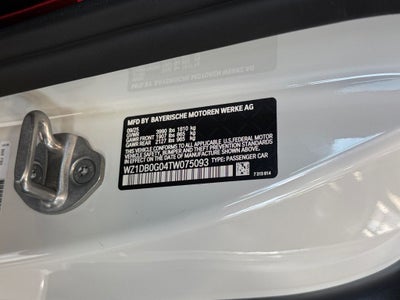 MFD BY BAYERISCHE MOTOREN WERKE AG
09/25
GVWR 3990 lbs 1810 kg
GAWR FRONT 1907 lbs 865 kg
GAWR REAR 2127 lbs 965 kg
THIS VEHICLE CONFORMS TO ALL APPLICABLE U.S. FEDERAL MOTOR
VEHICLE SAFETY, BUMPER AND THEFT PREVENTION STANDARDS
IN EFFECT ON THE DATE OF MANUFACTURE SHOWN ABOVE.
WZ1DB0G04TW075093 TYPE: PASSENGER CAR